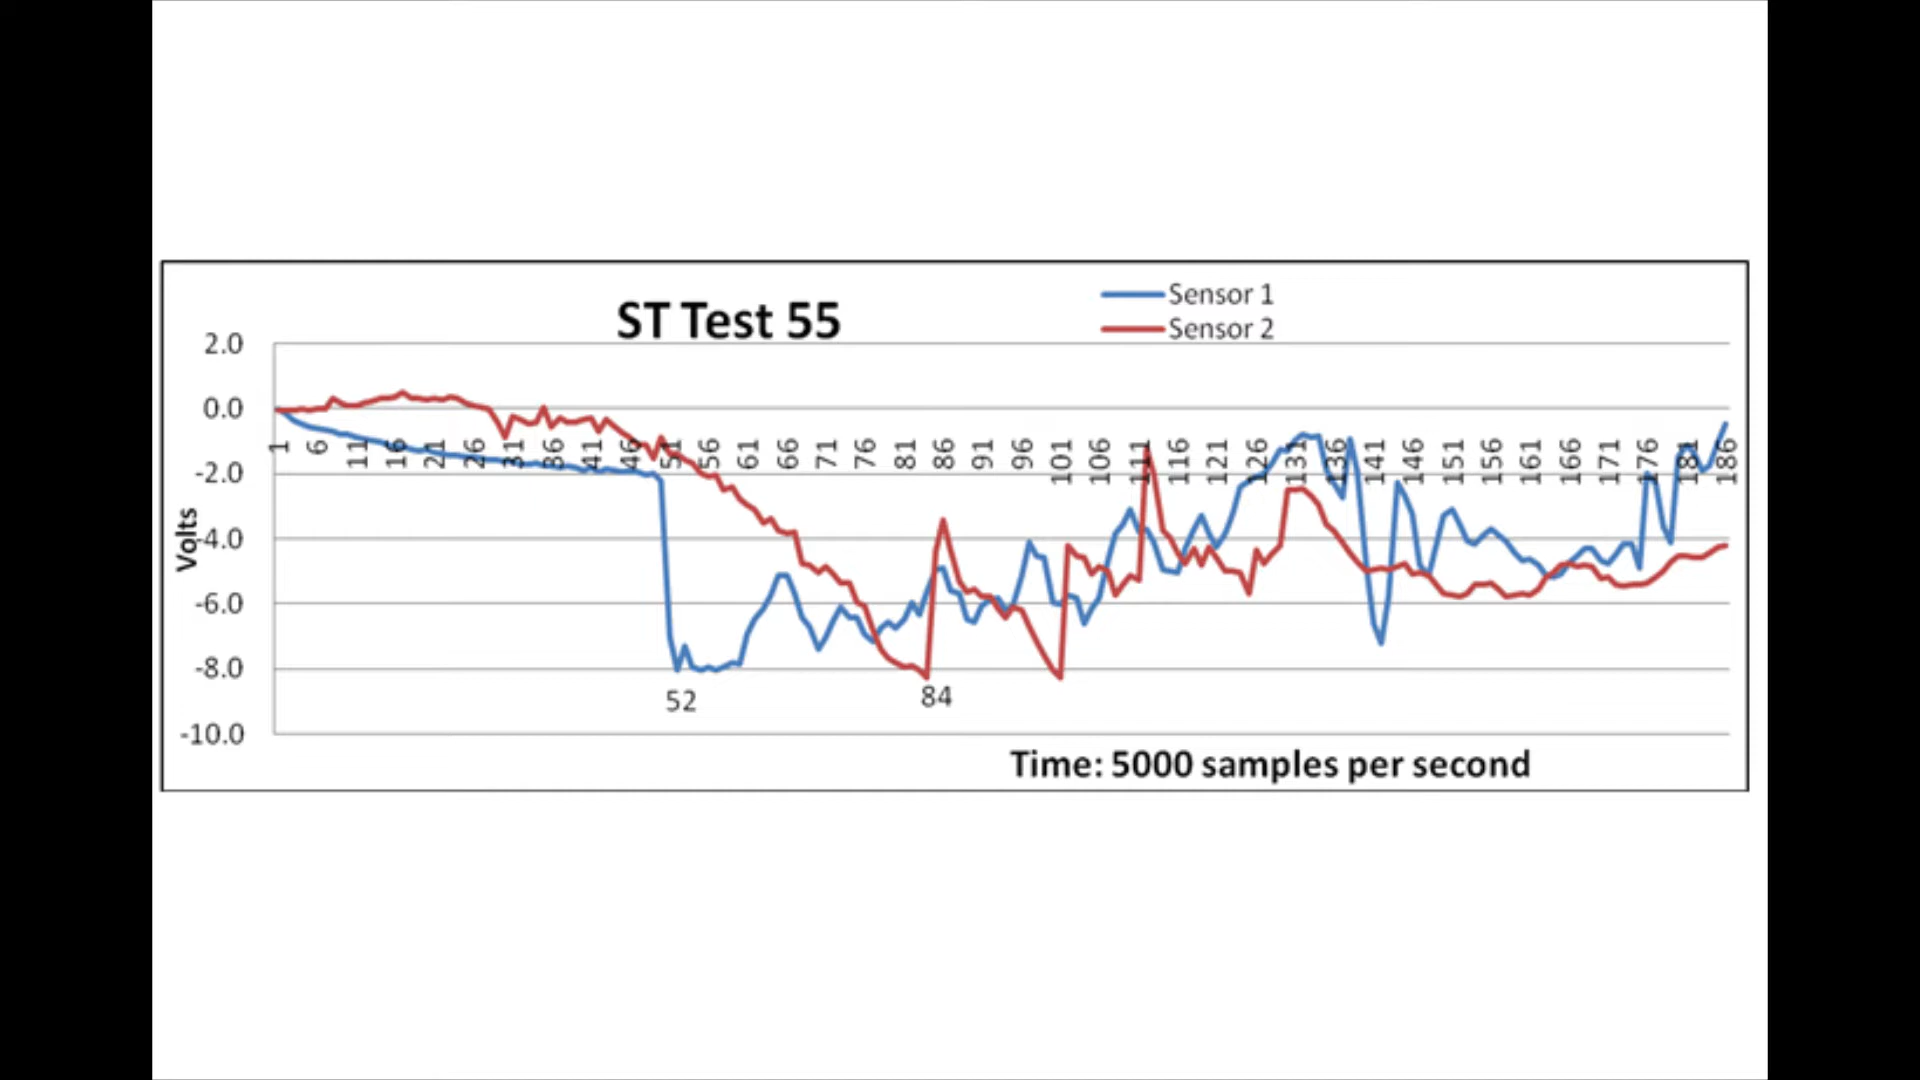 ST Test 55
Sensor 1
Sensor 2
2.0
0.0
-2.0
-4.0
-6.0
-8.0
-10.0
Volts
1 6 11 16 21 26 31 36 41 46 51 56 61 66 71 76 81 86 91 96 101 106 111 116 121 126 131 136 141 146 151 156 161 166 171 176 181 186
52
84
Time: 5000 samples per second